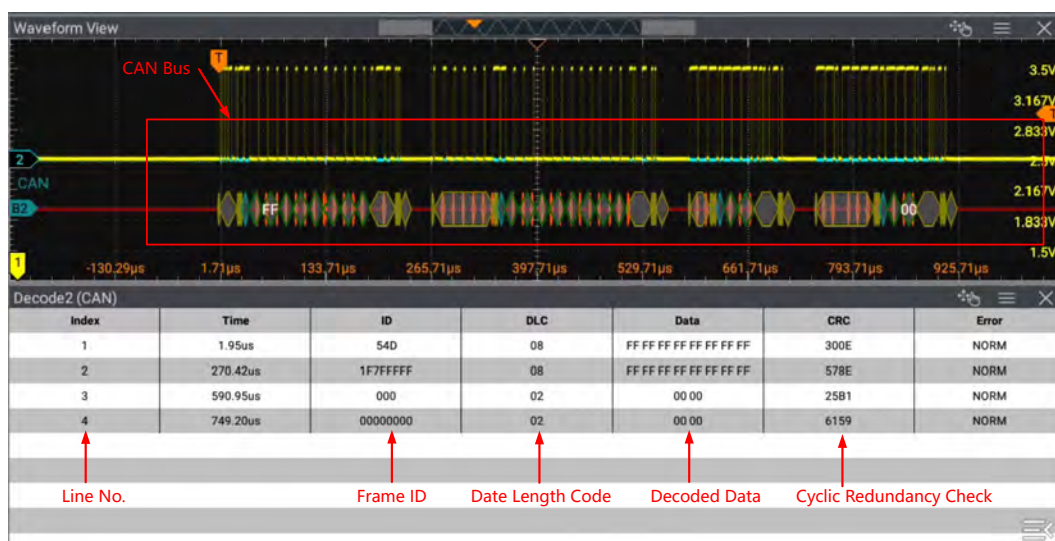 Waveform View
T
CAN Bus
3.5V
3.167V
T
2.833V
2
2.5V
CAN
2.167V
B2
FF
00
1.833V
1.5V
1
-130.29µs 1.71µs 133.71µs 265.71µs 397.71µs 529.71µs 661.71µs 793.71µs 925.71µs
Decode2 (CAN)
Index Time ID DLC Data CRC Error
1 1.95us 54D 08 FF FF FF FF FF FF FF FF 300E NORM
2 270.42us 1F7FFFFF 08 FF FF FF FF FF FF FF FF 578E NORM
3 590.95us 000 02 00 00 25B1 NORM
4 749.20us 00000000 02 00 00 6159 NORM
Line No. Frame ID Date Length Code Decoded Data Cyclic Redundancy Check